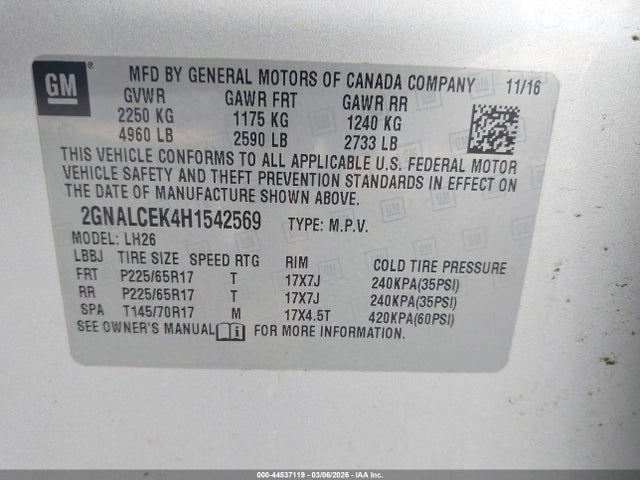 GM ® MFD BY GENERAL MOTORS OF CANADA COMPANY 11/16
GVWR GAWR FRT GAWR RR
2250 KG 1175 KG 1240 KG
4960 LB 2590 LB 2733 LB
THIS VEHICLE CONFORMS TO ALL APPLICABLE U.S. FEDERAL MOTOR
VEHICLE SAFETY AND THEFT PREVENTION STANDARDS IN EFFECT ON
THE DATE OF MANUFACTURE SHOWN ABOVE.
2GNALCEK4H1542569 TYPE: M.P.V.
MODEL: LH26
LBBJ TIRE SIZE SPEED RTG RIM COLD TIRE PRESSURE
FRT P225/65R17 T 17X7J 240KPA(35PSI)
RR P225/65R17 T 17X7J 240KPA(35PSI)
SPA T145/70R17 M 17X4.5T 420KPA(60PSI)
SEE OWNER'S MANUAL i FOR MORE INFORMATION.
000-44537119 - 03/06/2026 - IAAI.COM